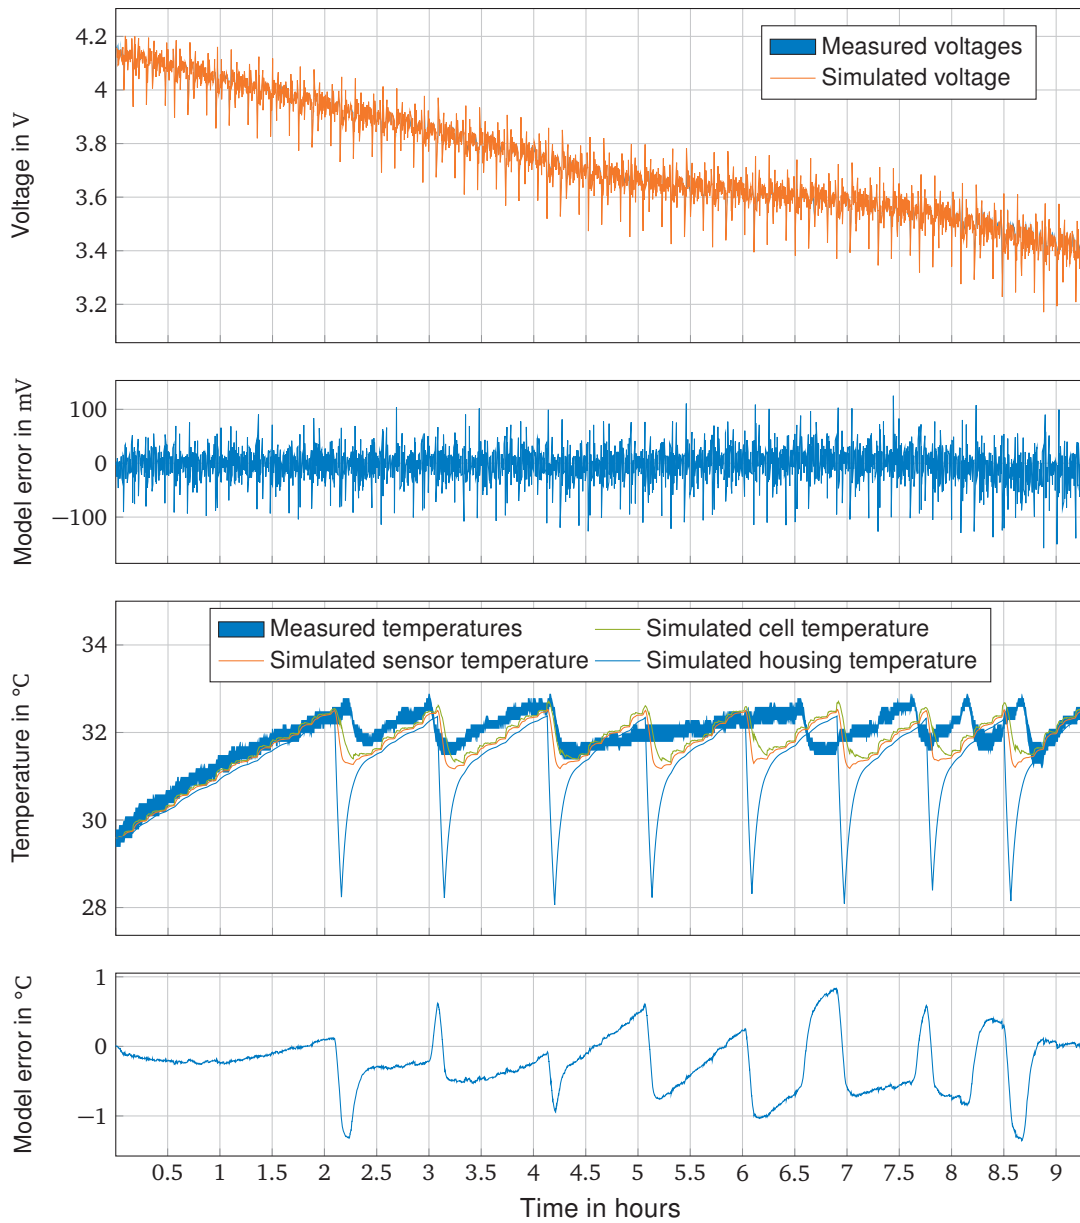 4.2
4
3.8
3.6
3.4
3.2
Voltage in V
Measured voltages
Simulated voltage
100
0
−100
Model error in mV
34
32
30
28
Temperature in °C
Measured temperatures
Simulated cell temperature
Simulated sensor temperature
Simulated housing temperature
1
0
−1
Model error in °C
0.5 1 1.5 2 2.5 3 3.5 4 4.5 5 5.5 6 6.5 7 7.5 8 8.5 9
Time in hours